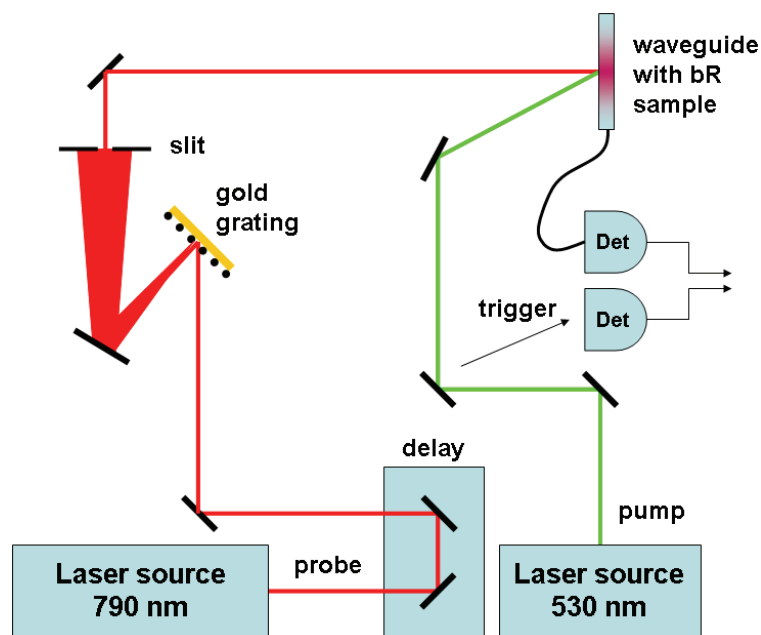 waveguide
with bR
sample
slit
gold
grating
Det
trigger
Det
delay
pump
probe
Laser source
790 nm
Laser source
530 nm